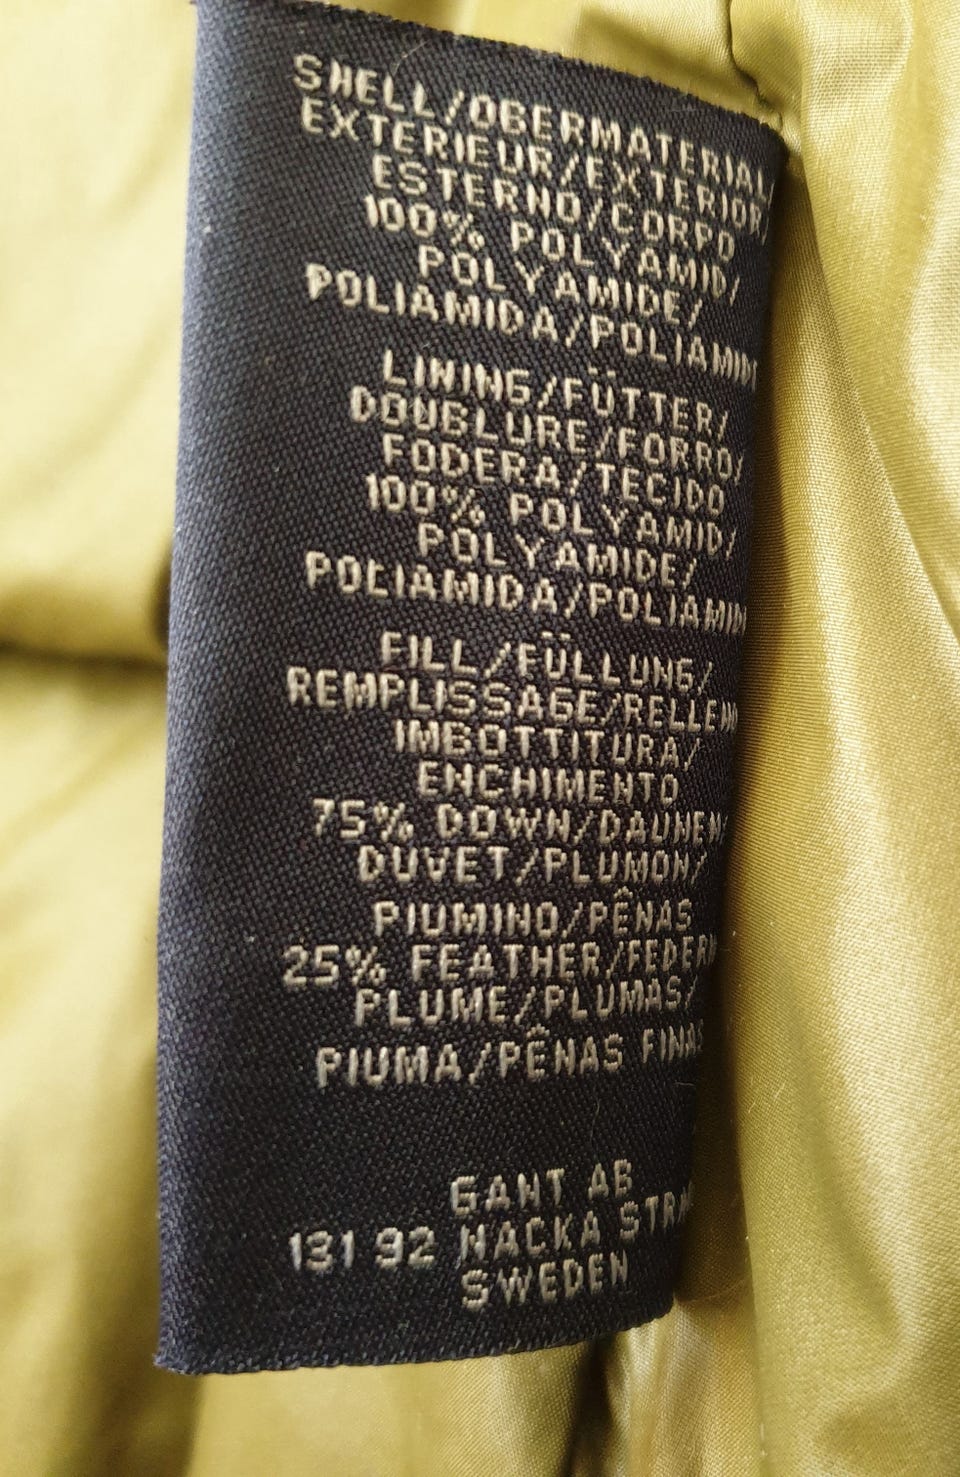 SHELL/OBERMATERIAL/
EXTERIEUR/EXTERIOR/
ESTERNO/CORPO
100% POLYAMID/
POLYAMIDE/
POLIAMIDA/POLIAMIDE
LINING/FÜTTER/
DOUBLURE/FORRO/
FODERA/TECIDO
100% POLYAMID/
POLYAMIDE/
POLIAMIDA/POLIAMIDE
FILL/FÜLLUNG/
REMPLISSAGE/RELLENO
IMBOTTITURA/
ENCHIMENTO
75% DOWN/DAUNEN/
DUVET/PLUMON/
PIUMINO/PÊNAS
25% FEATHER/FEDERN
PLUME/PLUMAS/
PIUMA/PÊNAS FINAS
GANT AB
131 92 NACKA STRAND
SWEDEN